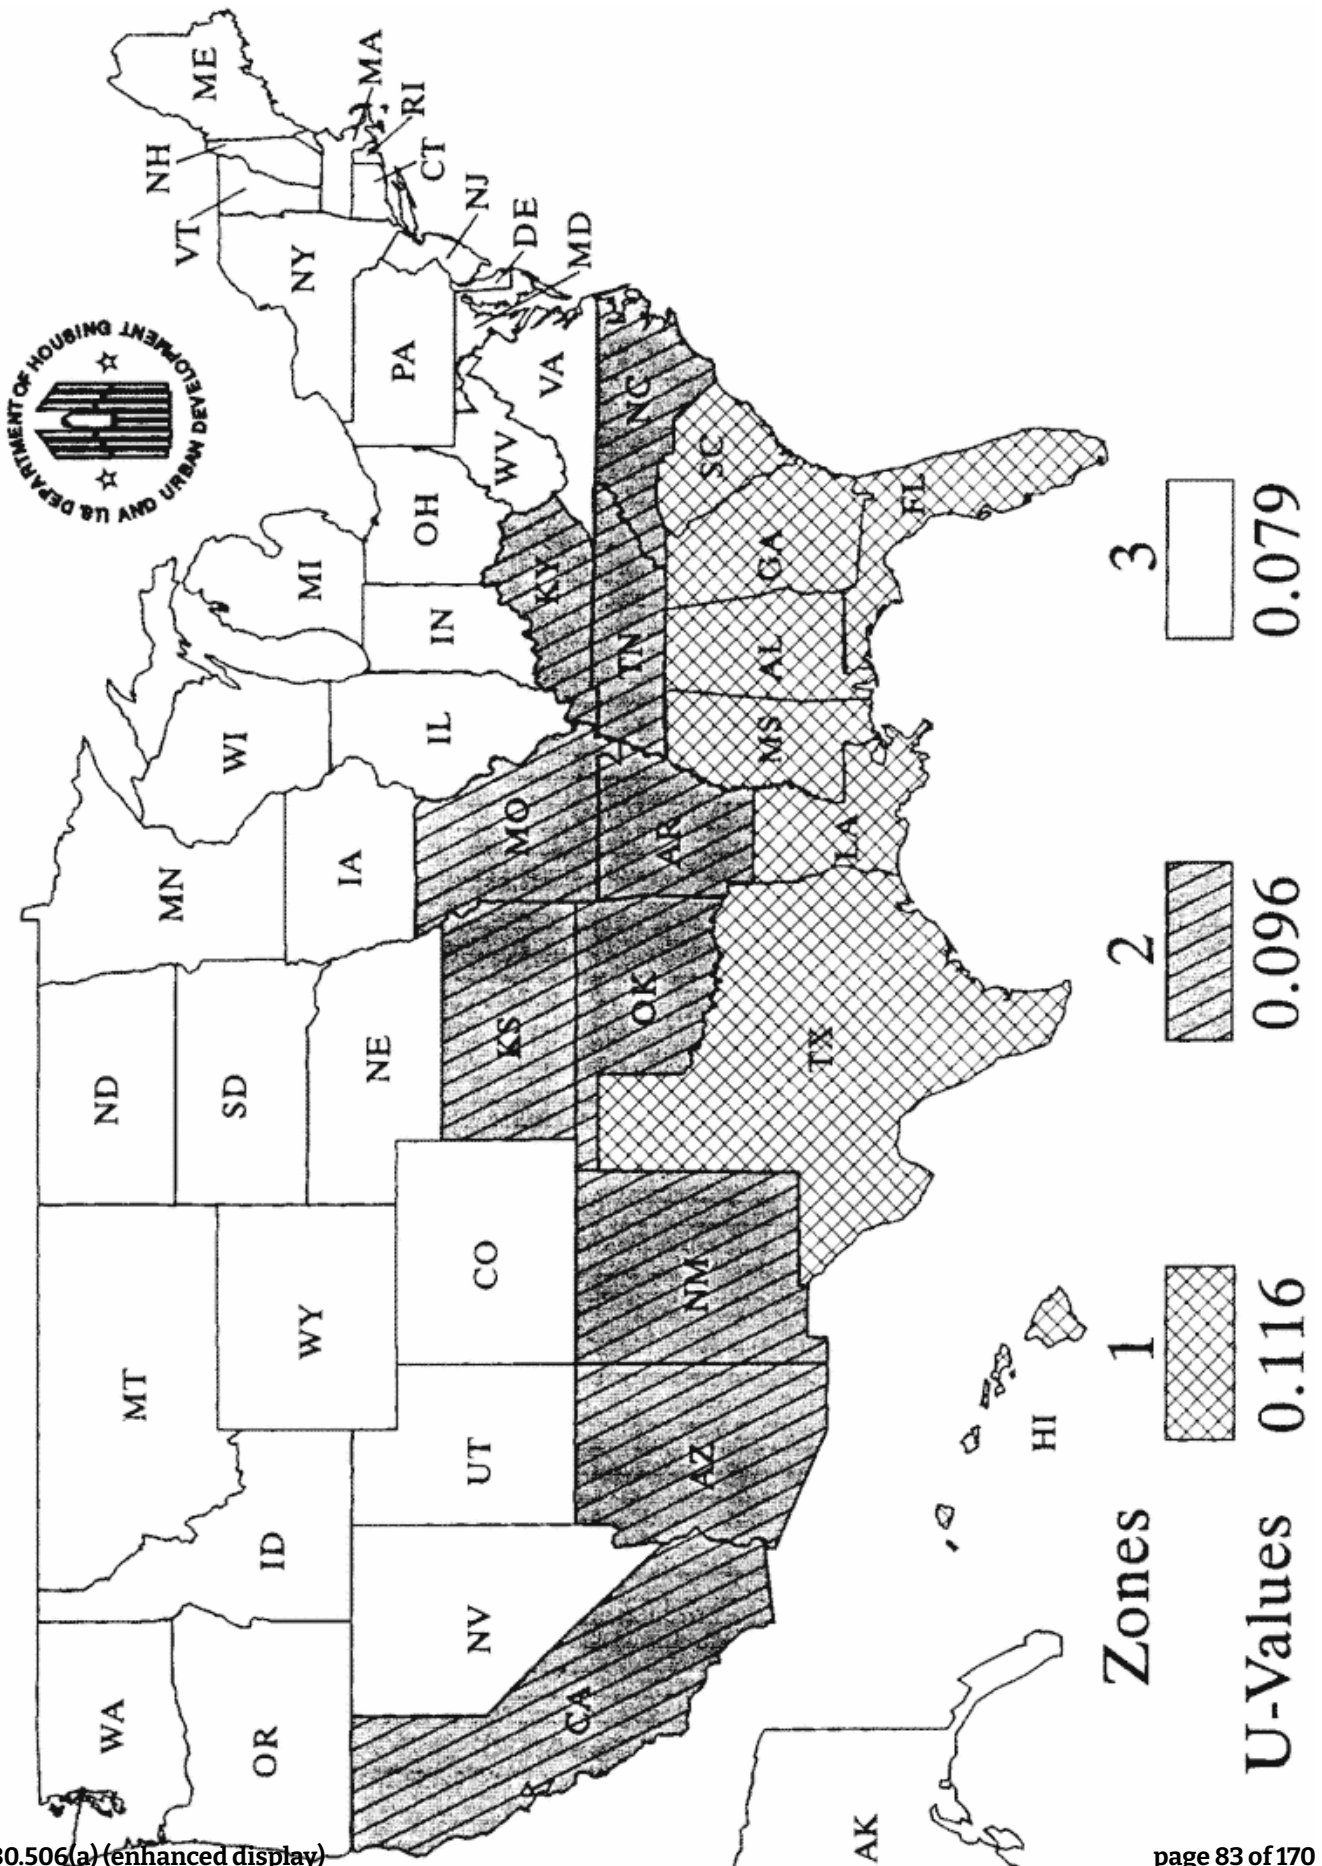 U.S. DEPARTMENT OF HOUSING
AND URBAN DEVELOPMENT
WA
MT
ND
MN
WI
MI
NY
VT
NH
ME
MA
RI
CT
NJ
DE
MD
OR
ID
WY
SD
IA
NE
IL
IN
OH
PA
WV
VA
NV
UT
CO
KS
MO
KY
CA
AZ
NM
OK
AR
TN
NC
2
TX
LA
MS
AL
GA
SC
FL
AK
HI
Zones
1
2
3
U-Values
0.116
0.096
0.079
30.506(a) (enhanced display)
page 83 of 170